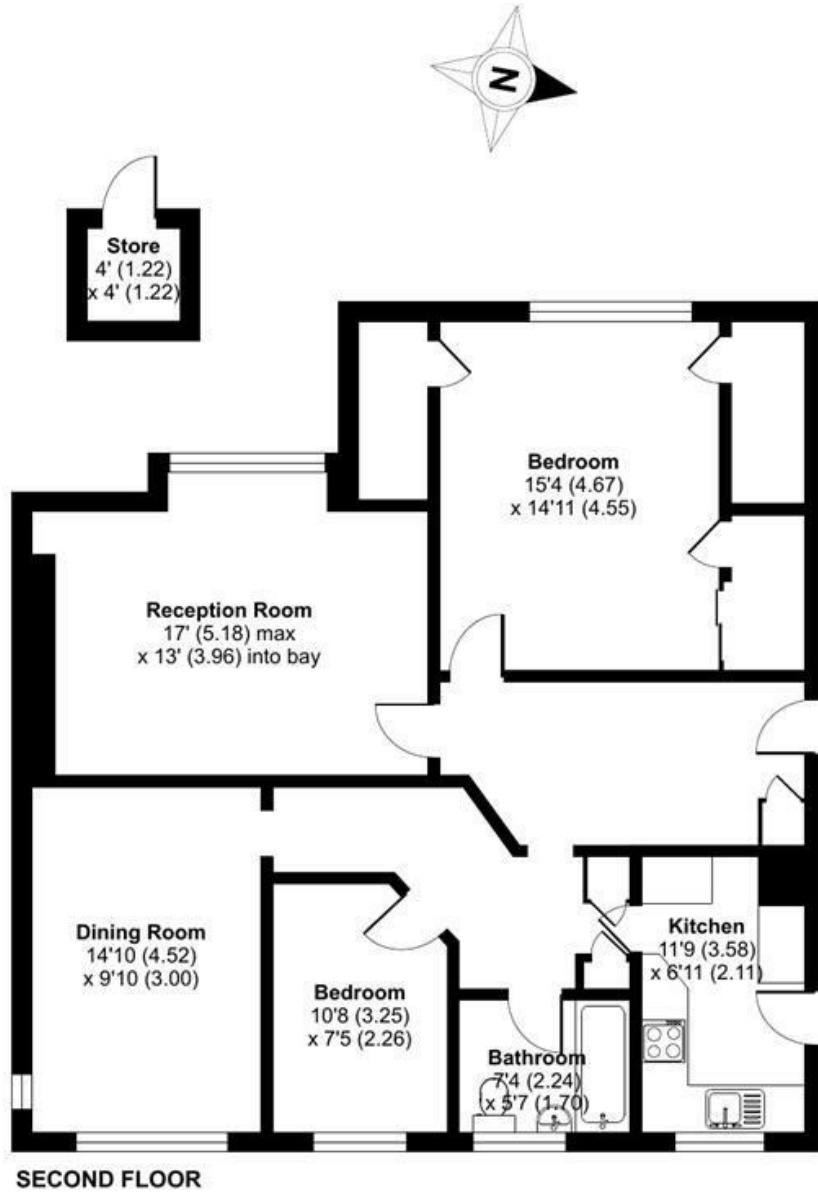 N
Store
4' (1.22)
x 4' (1.22)
Bedroom
15'4 (4.67)
x 14'11 (4.55)
Reception Room
17' (5.18) max
x 13' (3.96) into bay
Dining Room
14'10 (4.52)
x 9'10 (3.00)
Bedroom
10'8 (3.25)
x 7'5 (2.26)
Bathroom
7'4 (2.24)
x 5'7 (1.70)
Kitchen
11'9 (3.58)
x 6'11 (2.11)
SECOND FLOOR